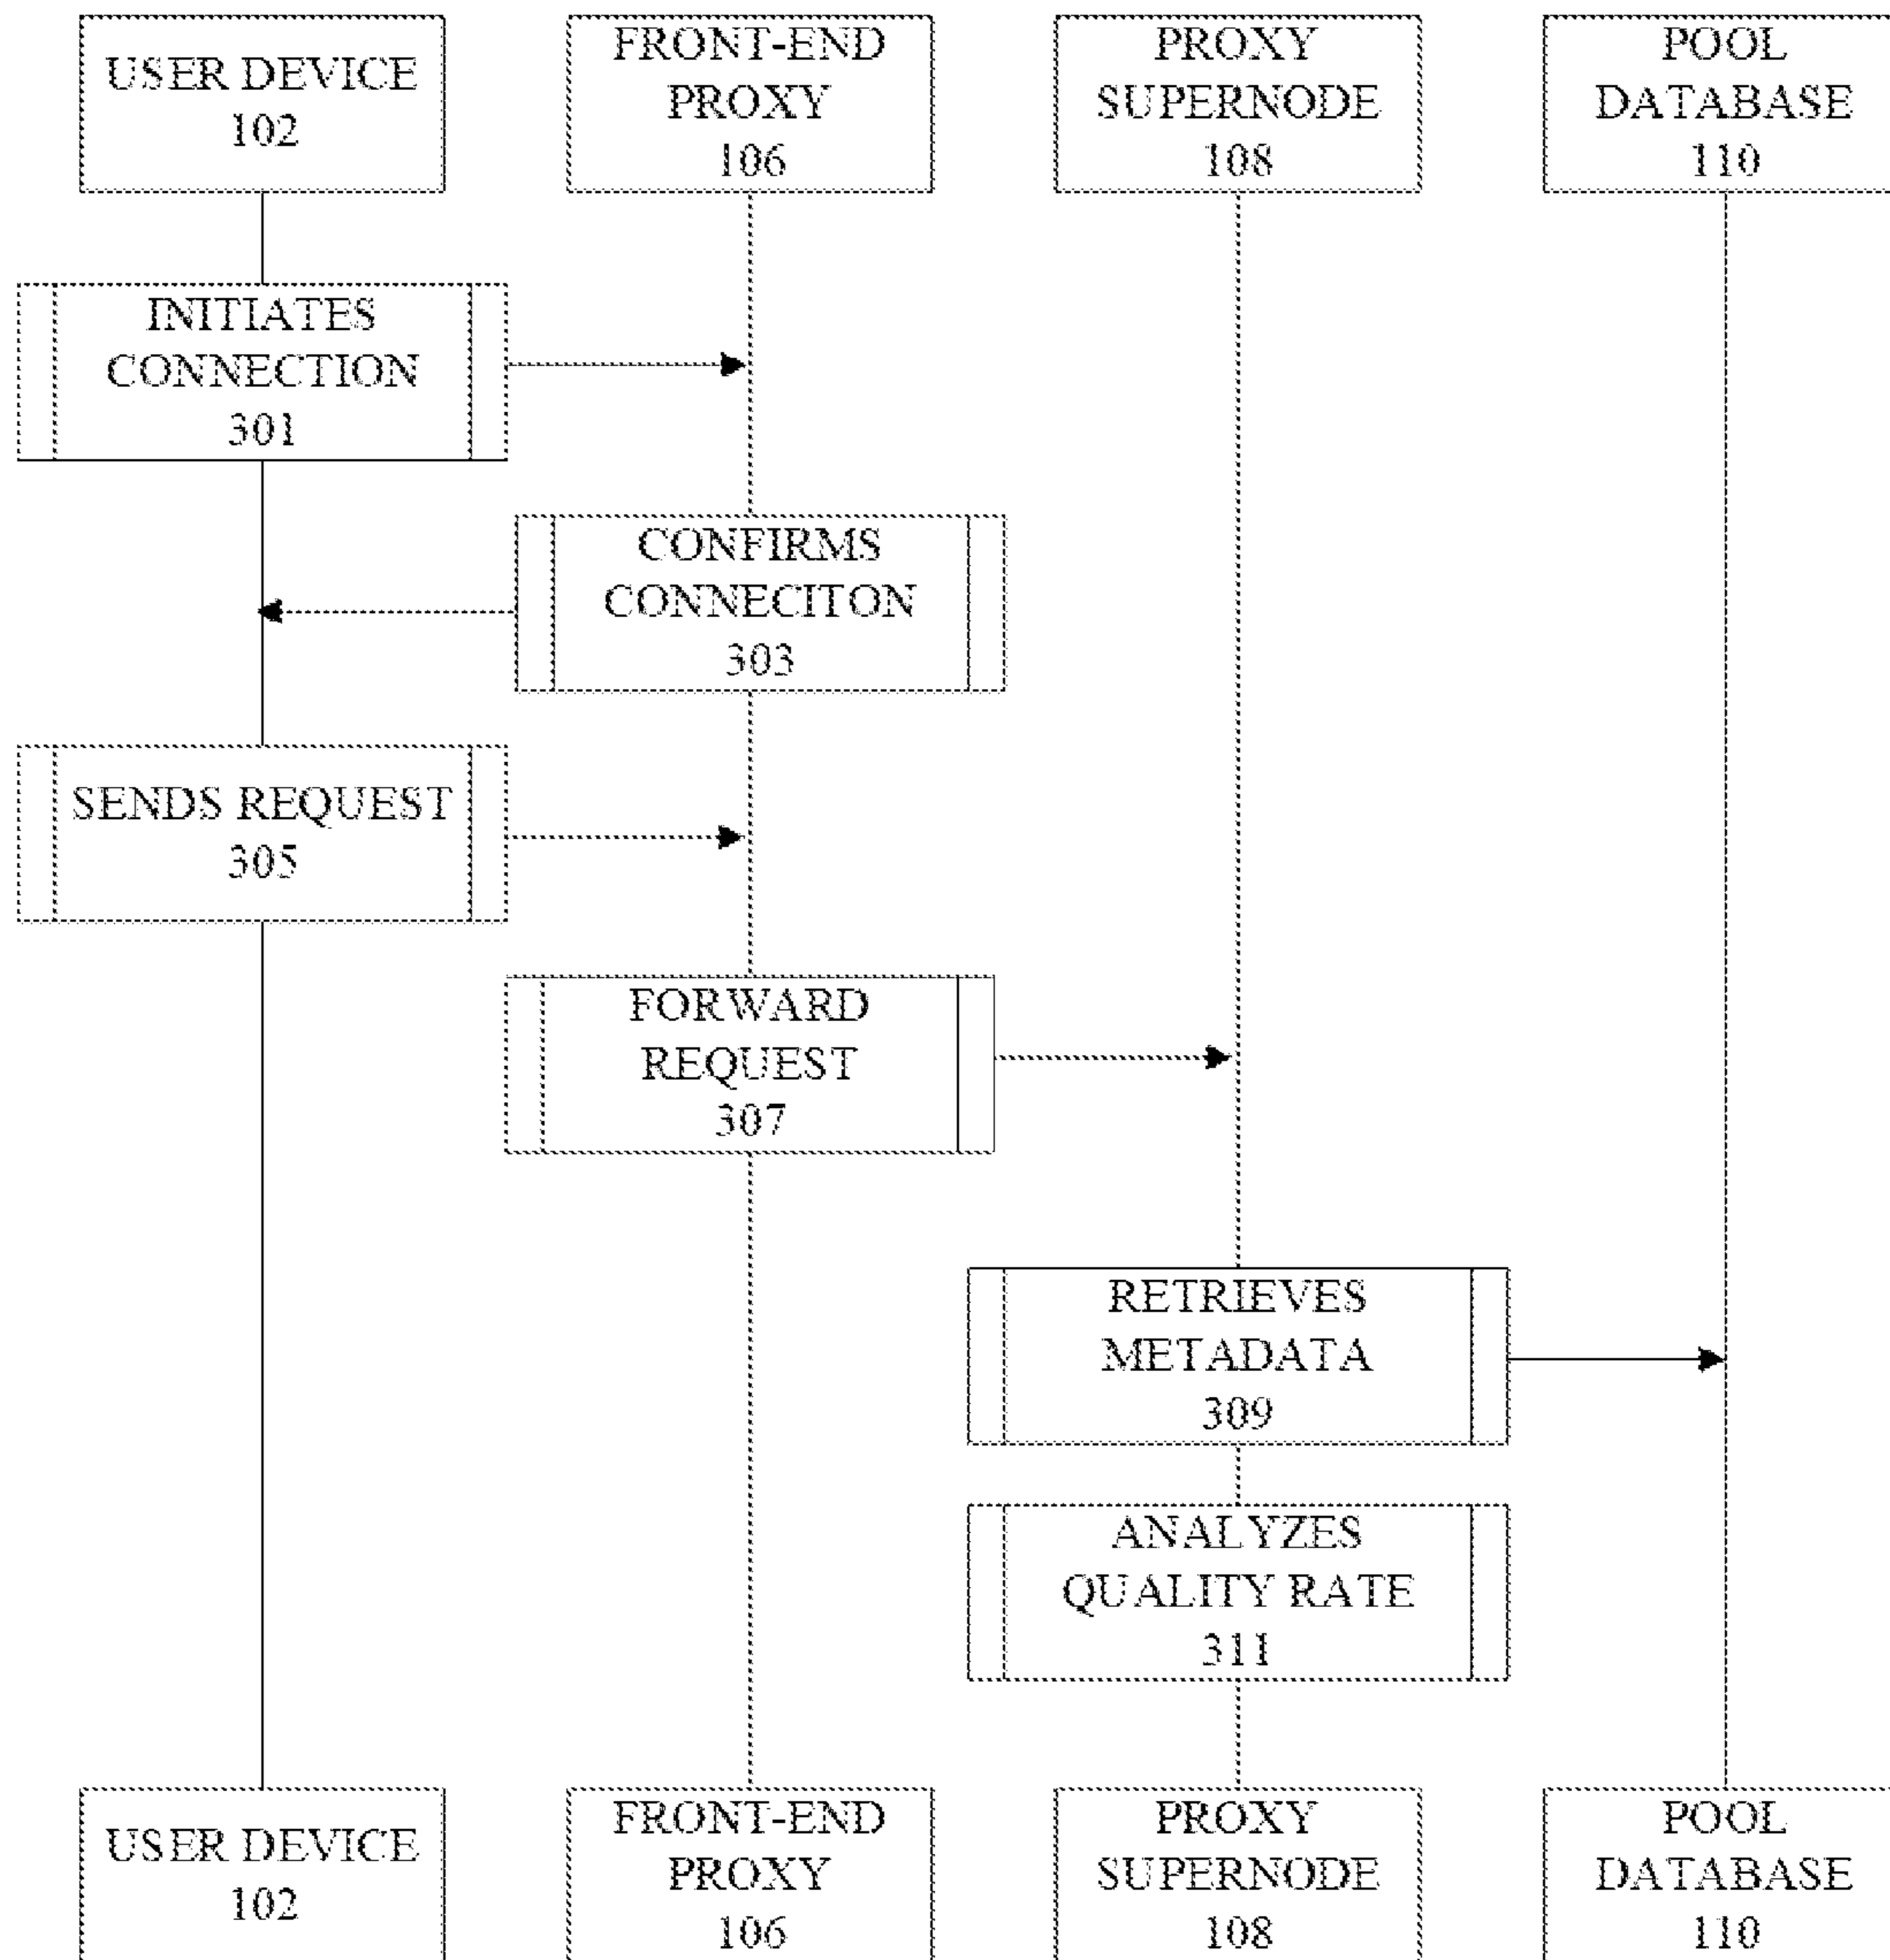 USER DEVICE
102
FRONT-END
PROXY
106
PROXY
SUPERNODE
108
POOL
DATABASE
110
INITIATES
CONNECTION
301
CONFIRMS
CONNECITON
303
SENDS REQUEST
305
FORWARD
REQUEST
307
RETRIEVES
METADATA
309
ANALYZES
QUALITY RATE
311
USER DEVICE
102
FRONT-END
PROXY
106
PROXY
SUPERNODE
108
POOL
DATABASE
110